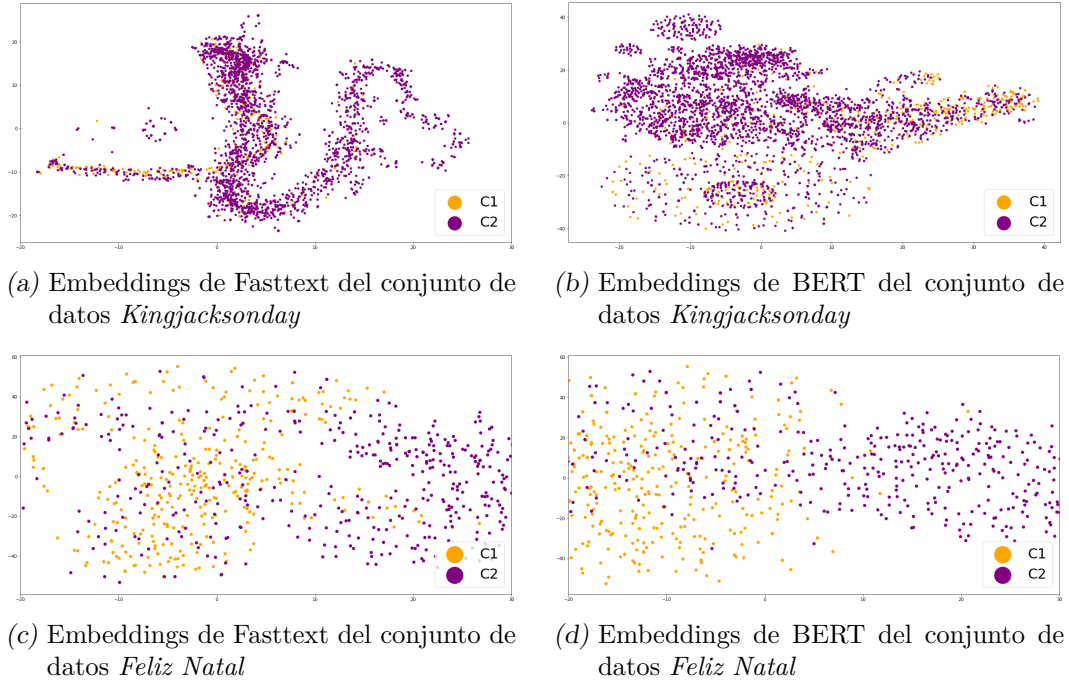 C1
C2
C1
C2
(a) Embeddings de Fasttext del conjunto de
datos Kingjacksonday
(b) Embeddings de BERT del conjunto de
datos Kingjacksonday
C1
C2
C1
C2
(c) Embeddings de Fasttext del conjunto de
datos Feliz Natal
(d) Embeddings de BERT del conjunto de
datos Feliz Natal